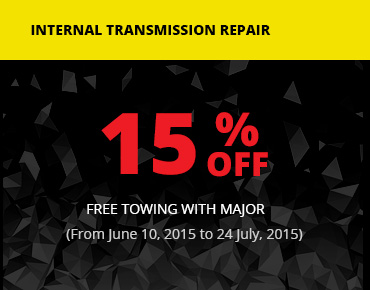 INTERNAL TRANSMISSION REPAIR
15 % OFF
FREE TOWING WITH MAJOR
(From June 10, 2015 to 24 July, 2015)